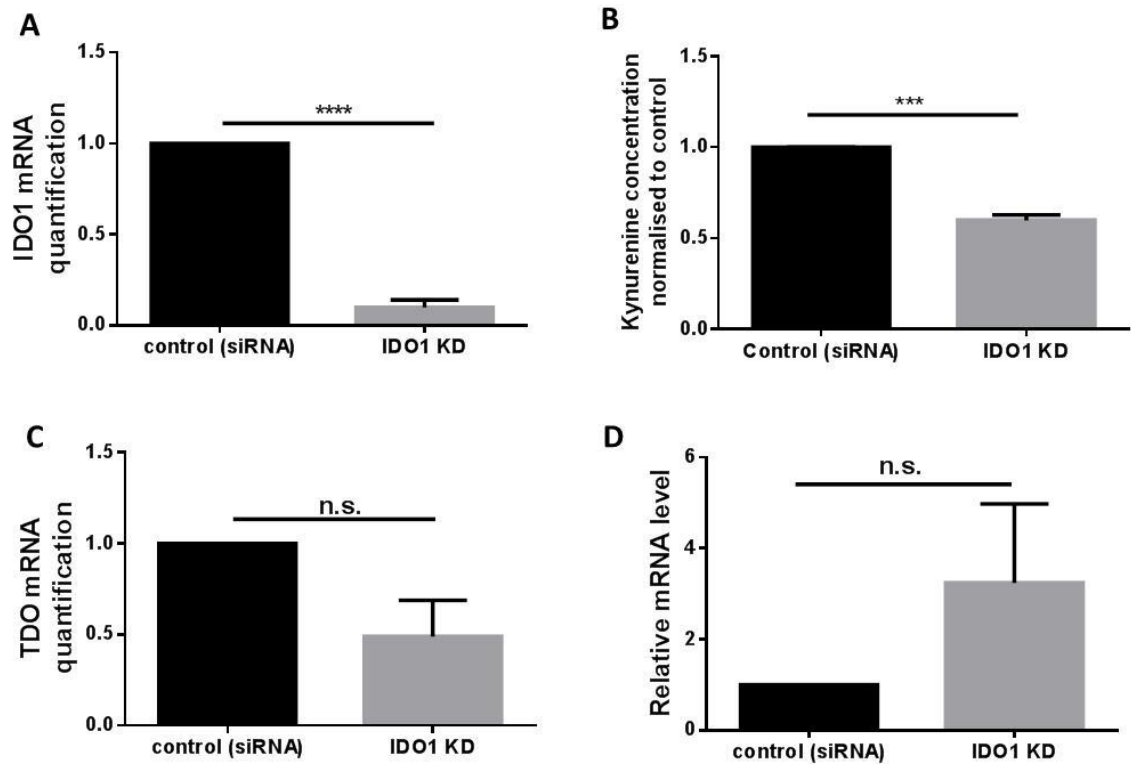 A
IDO1 mRNA
quantification
1.5
1.0
0.5
0.0
****
control (siRNA)
IDO1 KD
B
Kynurenine concentration
normalised to control
1.5
1.0
0.5
0.0
***
Control (siRNA)
IDO1 KD
C
TDO mRNA
quantification
1.5
1.0
0.5
0.0
n.s.
control (siRNA)
IDO1 KD
D
Relative mRNA level
6
4
2
0
n.s.
control (siRNA)
IDO1 KD